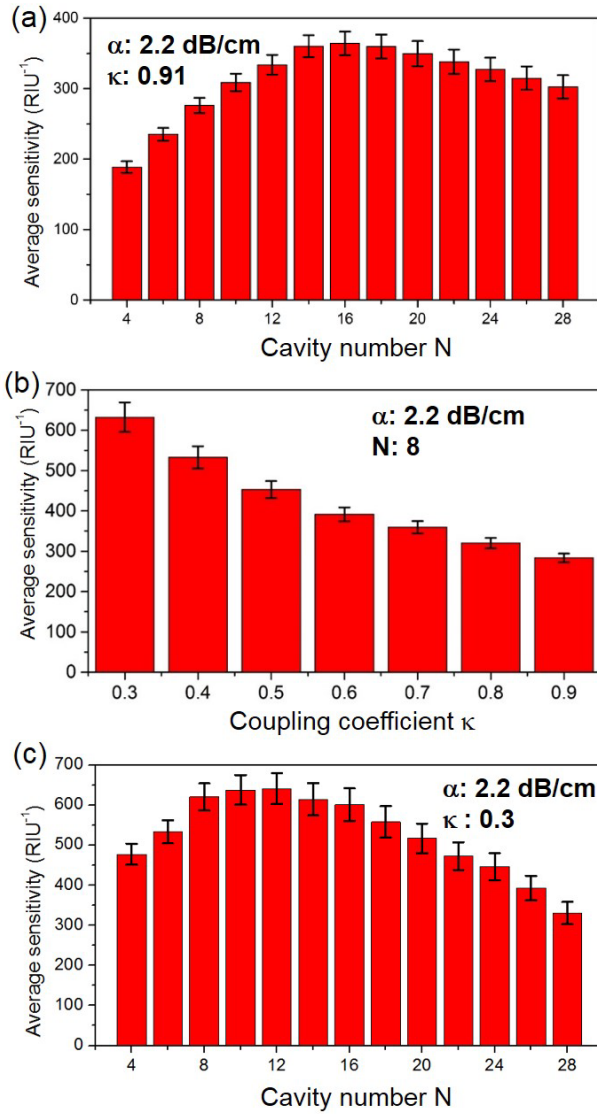 (a)
α: 2.2 dB/cm
κ: 0.91
Average sensitivity (RIU⁻¹)
400
300
200
100
0
4 8 12 16 20 24 28
Cavity number N
(b)
α: 2.2 dB/cm
N: 8
Average sensitivity (RIU⁻¹)
700
600
500
400
300
200
100
0
0.3 0.4 0.5 0.6 0.7 0.8 0.9
Coupling coefficient κ
(c)
α: 2.2 dB/cm
κ : 0.3
Average sensitivity (RIU⁻¹)
700
600
500
400
300
200
100
0
4 8 12 16 20 24 28
Cavity number N